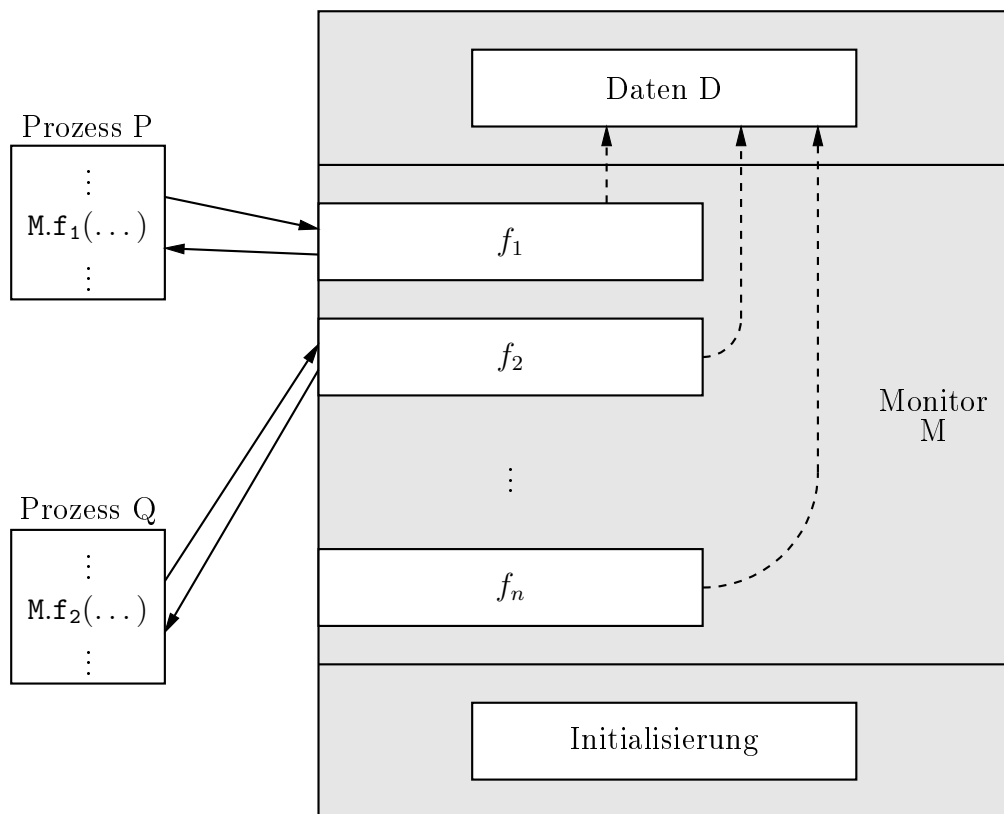 Daten D
Prozess P
⋮
M.f₁(...)
⋮
f₁
f₂
Monitor
M
⋮
Prozess Q
⋮
M.f₂(...)
⋮
fₙ
Initialisierung